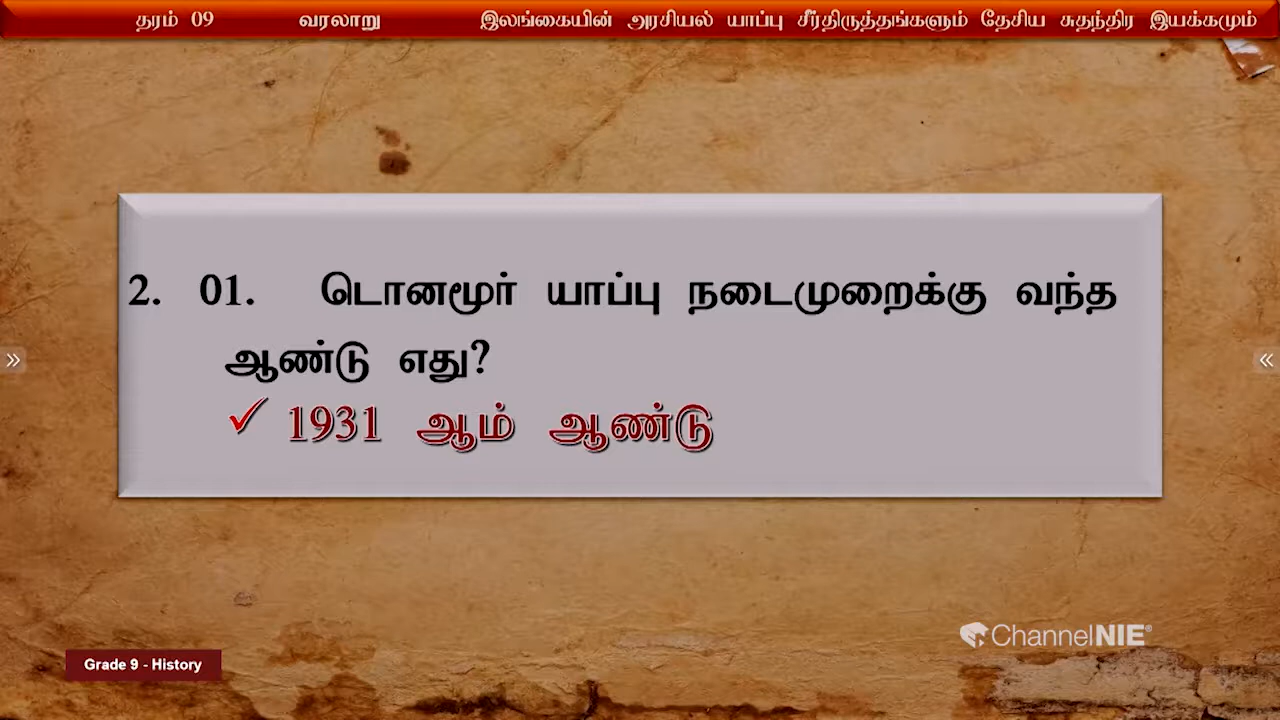 தரம் 09 வரலாறு இலங்கையின் அரசியல் யாப்பு சீர்திருத்தங்களும் தேசிய சுதந்திர இயக்கமும்
2. 01. டொனமூர் யாப்பு நடைமுறைக்கு வந்த
ஆண்டு எது?
✓ 1931 ஆம் ஆண்டு
ChannelNIE®
Grade 9 - History